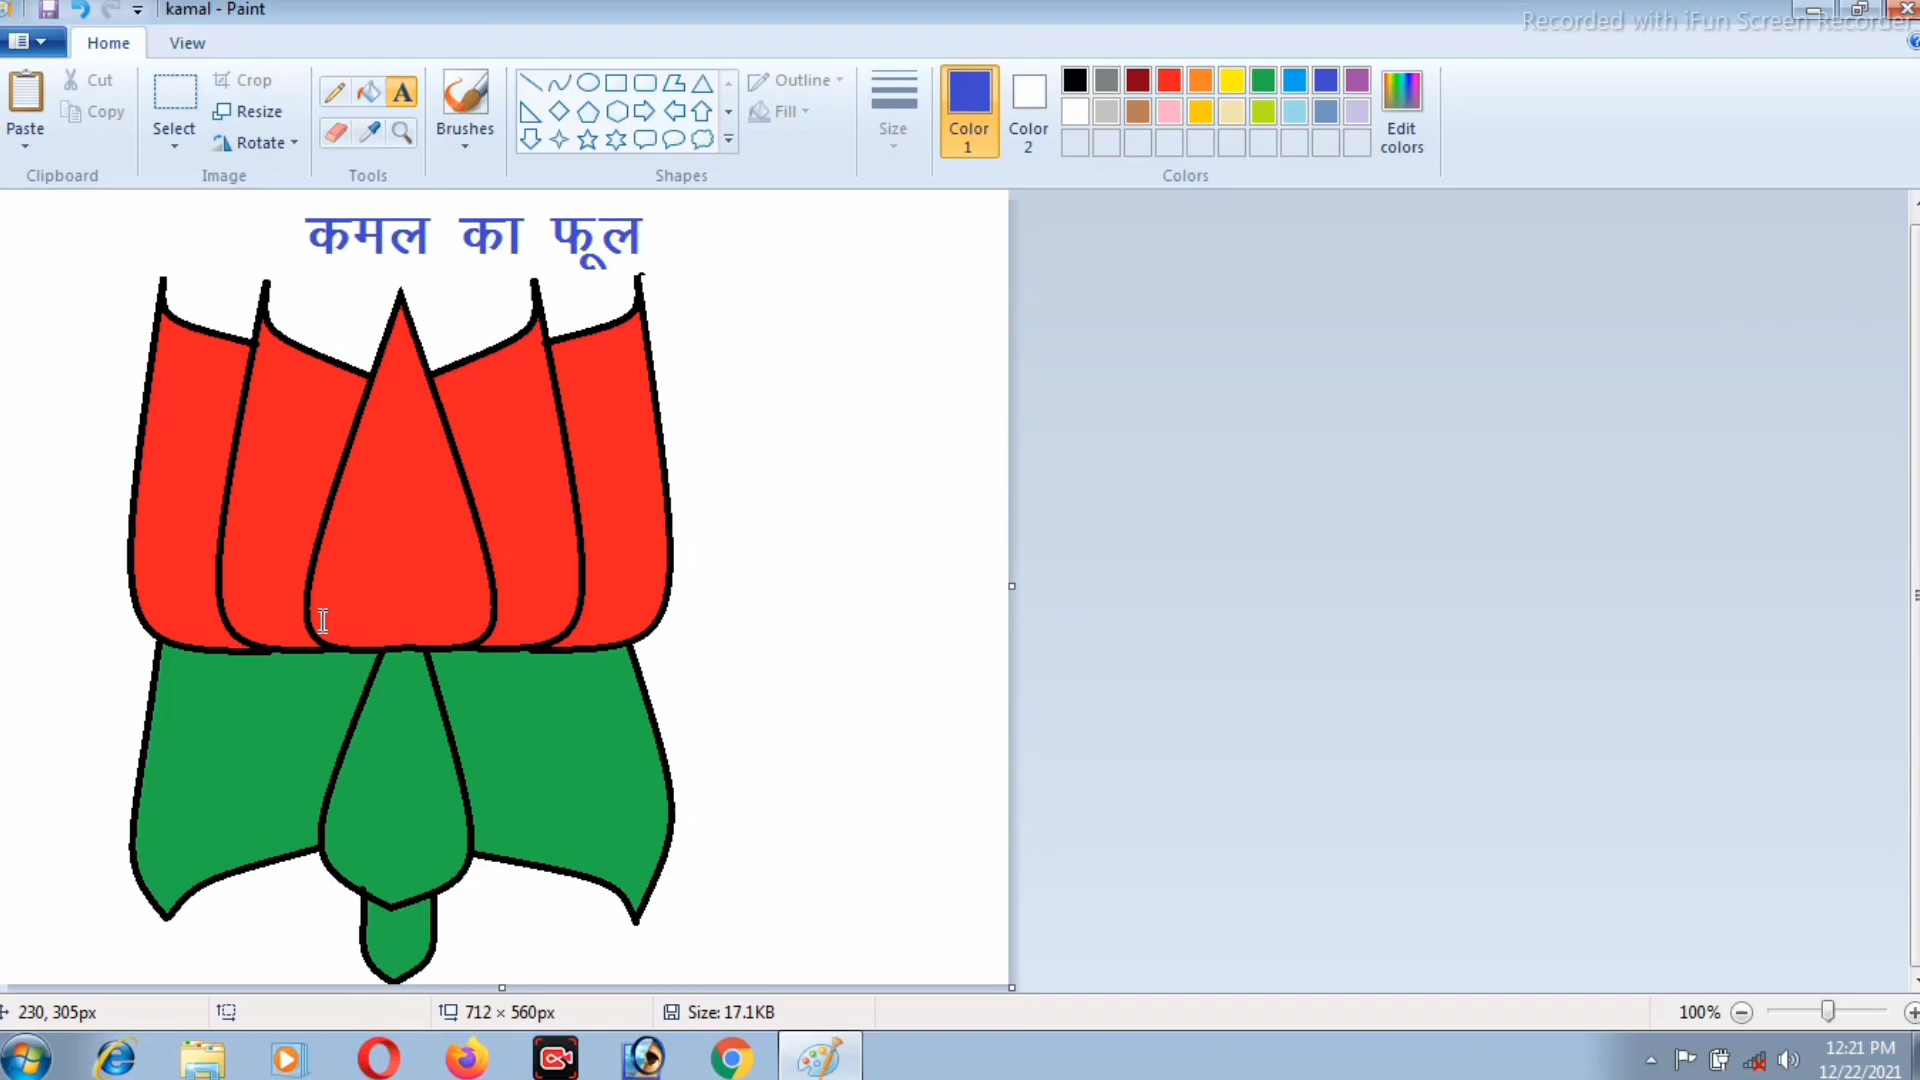 kamal - Paint
Recorded with iFun Screen Recorder
Home View
Cut
Crop
Outline
Copy
Resize
Fill
Paste
Select
Rotate
Brushes
Size
Color 1
Color 2
Edit colors
Clipboard
Image
Tools
Shapes
Colors
A
कमल का फूल
230, 305px
712 × 560px
Size: 17.1KB
100%
12:21 PM
12/22/2021